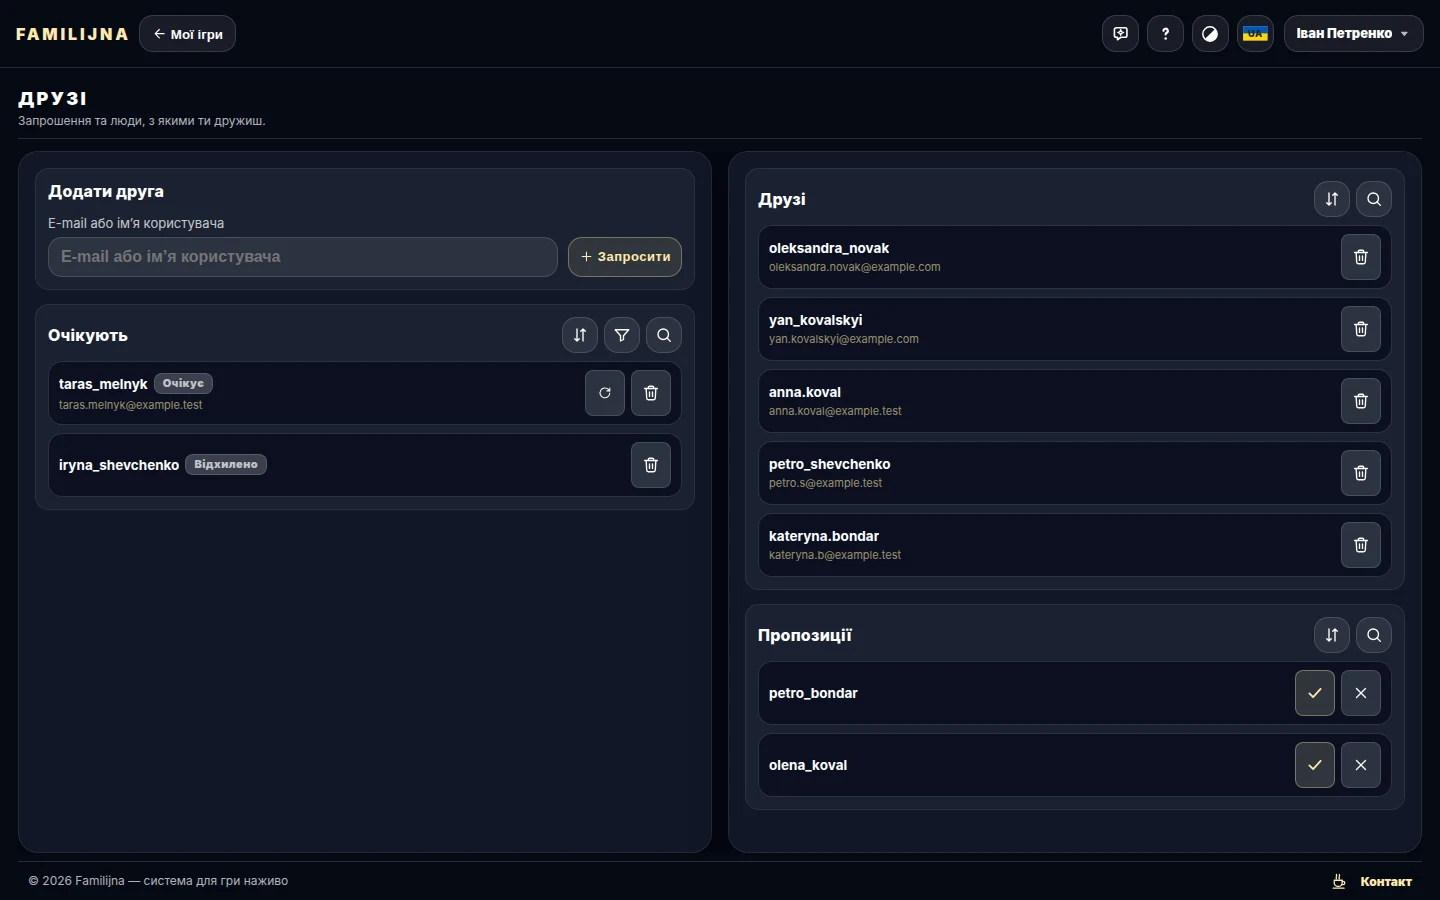 FAMILIJNA
← Мої ігри
?
UA
Іван Петренко
ДРУЗІ
Запрошення та люди, з якими ти дружиш.
Додати друга
E-mail або ім’я користувача
E-mail або ім’я користувача
+ Запросити
Очікують
taras_melnyk Очікує
taras.melnyk@example.test
iryna_shevchenko Відхилено
Друзі
oleksandra_novak
oleksandra.novak@example.com
yan_kovalskyi
yan.kovalskyi@example.com
anna.koval
anna.koval@example.test
petro_shevchenko
petro.s@example.test
kateryna.bondar
kateryna.b@example.test
Пропозиції
petro_bondar
olena_koval
© 2026 Familijna — система для гри наживо
Контакт